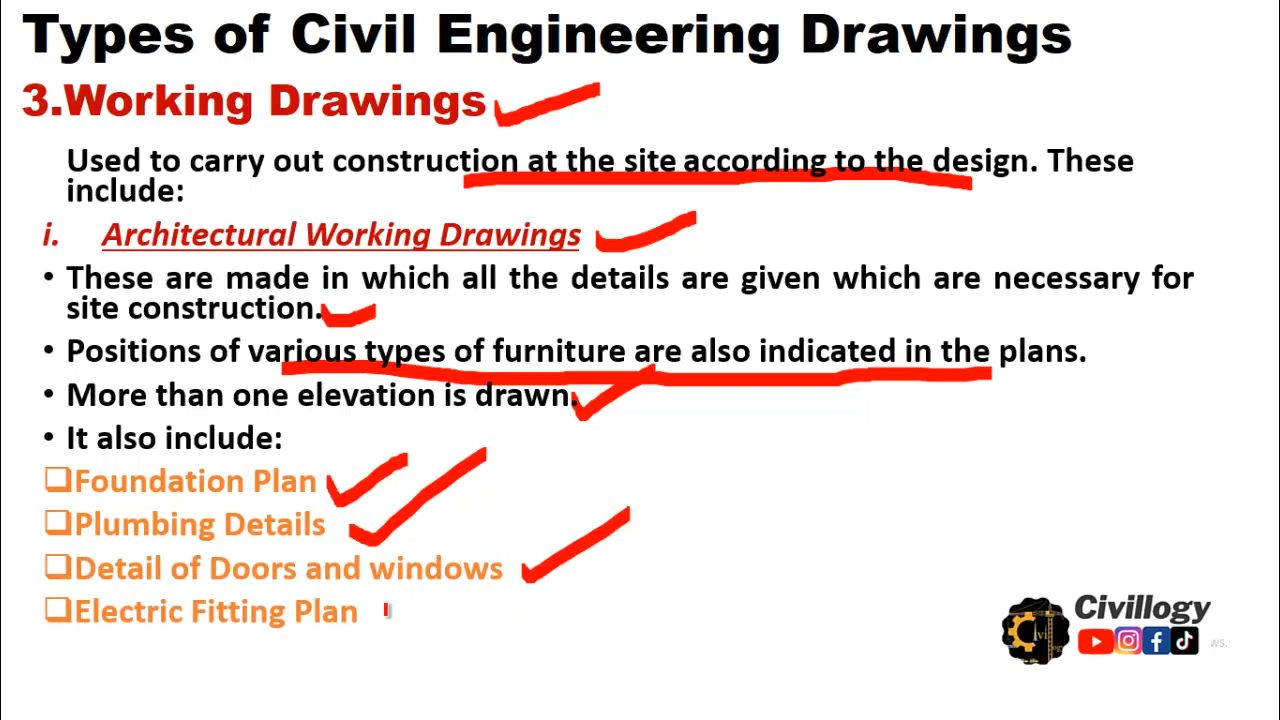 Types of Civil Engineering Drawings
3.Working Drawings
Used to carry out construction at the site according to the design. These
include:
i. Architectural Working Drawings
• These are made in which all the details are given which are necessary for
site construction.
• Positions of various types of furniture are also indicated in the plans.
• More than one elevation is drawn.
• It also include:
❑Foundation Plan
❑Plumbing Details
❑Detail of Doors and windows
❑Electric Fitting Plan
Civillogy
ws.